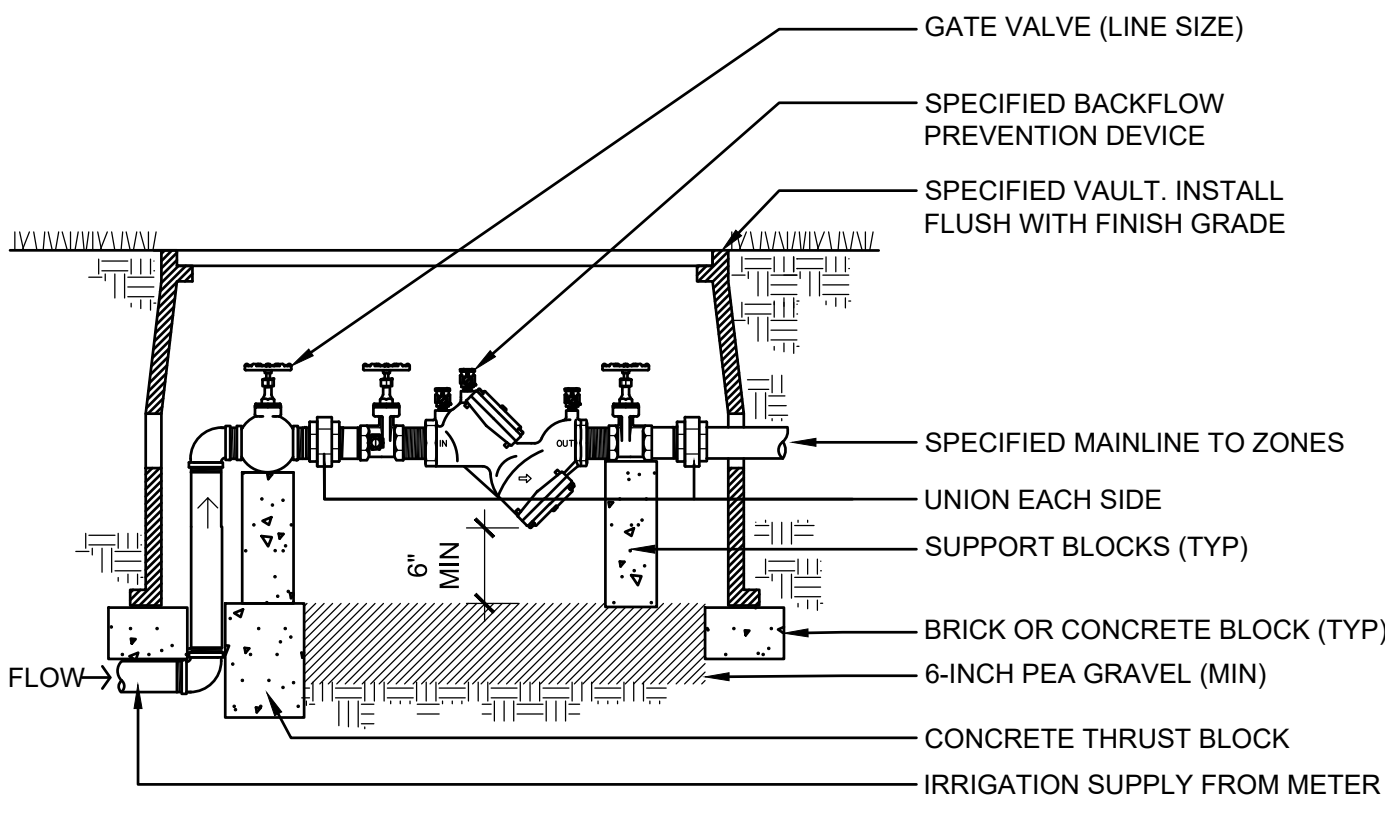 GATE VALVE (LINE SIZE)
SPECIFIED BACKFLOW
PREVENTION DEVICE
SPECIFIED VAULT. INSTALL
FLUSH WITH FINISH GRADE
IN
OUT
SPECIFIED MAINLINE TO ZONES
UNION EACH SIDE
SUPPORT BLOCKS (TYP)
6"
MIN
BRICK OR CONCRETE BLOCK (TYP)
FLOW
6-INCH PEA GRAVEL (MIN)
CONCRETE THRUST BLOCK
IRRIGATION SUPPLY FROM METER